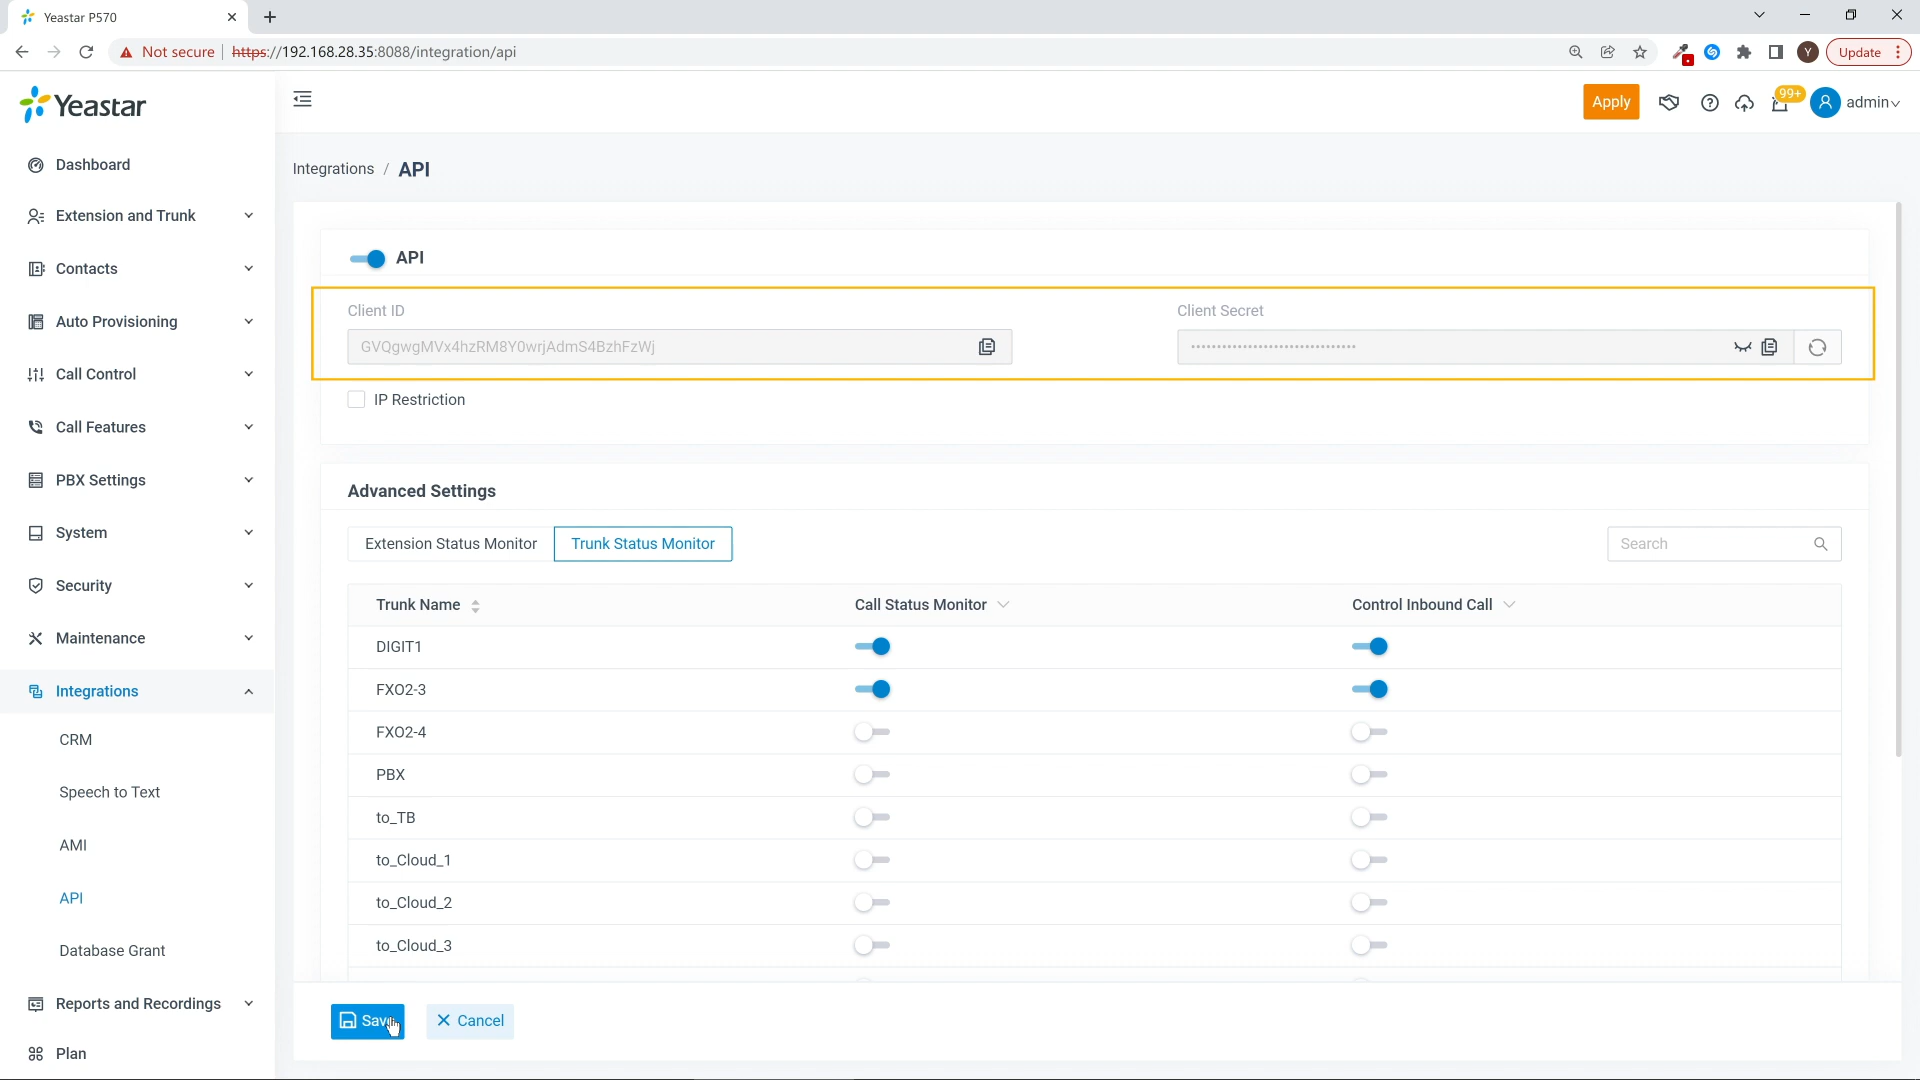 Yeastar P570
Not secure
https://192.168.28.35:8088/integration/api
Y
Update
Yeastar
Apply
99+
admin
Dashboard
Extension and Trunk
Contacts
Auto Provisioning
Call Control
Call Features
PBX Settings
System
Security
Maintenance
Integrations
CRM
Speech to Text
AMI
API
Database Grant
Reports and Recordings
Plan
Integrations / API
API
Client ID
Client Secret
GVQgwgMVx4hzRM8Y0wrjAdmS4BzhFzWj
IP Restriction
Advanced Settings
Extension Status Monitor
Trunk Status Monitor
Search
Trunk Name
Call Status Monitor
Control Inbound Call
DIGIT1
FXO2-3
FXO2-4
PBX
to_TB
to_Cloud_1
to_Cloud_2
to_Cloud_3
Save
Cancel